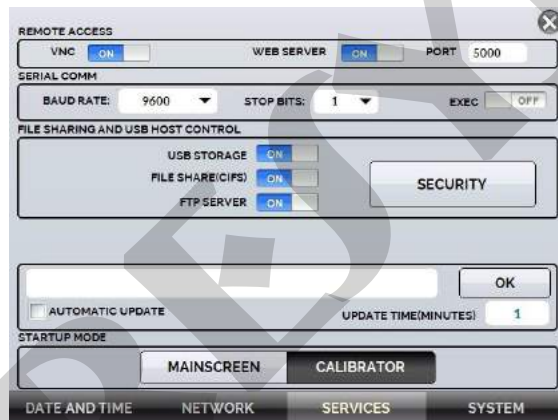 REMOTE ACCESS
VNC ON WEB SERVER ON PORT 5000
SERIAL COMM
BAUD RATE: 9600 STOP BITS: 1 EXEC OFF
FILE SHARING AND USB HOST CONTROL
USB STORAGE ON
FILE SHARE(CIFS) ON
SECURITY
FTP SERVER ON
OK
AUTOMATIC UPDATE UPDATE TIME(MINUTES) 1
STARTUP MODE
MAINSCREEN CALIBRATOR
DATE AND TIME NETWORK SERVICES SYSTEM